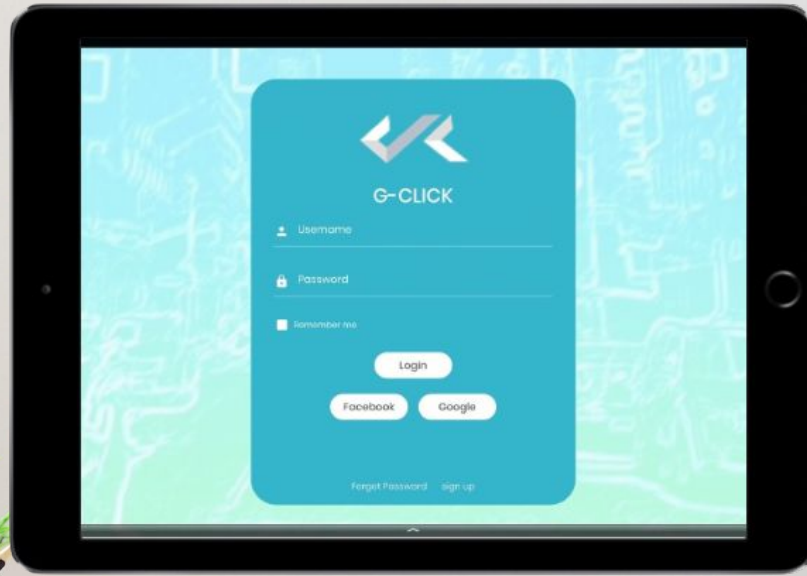 G-CLICK
Username
Password
Remember me
Login
Facebook Google
Forget Password sign up